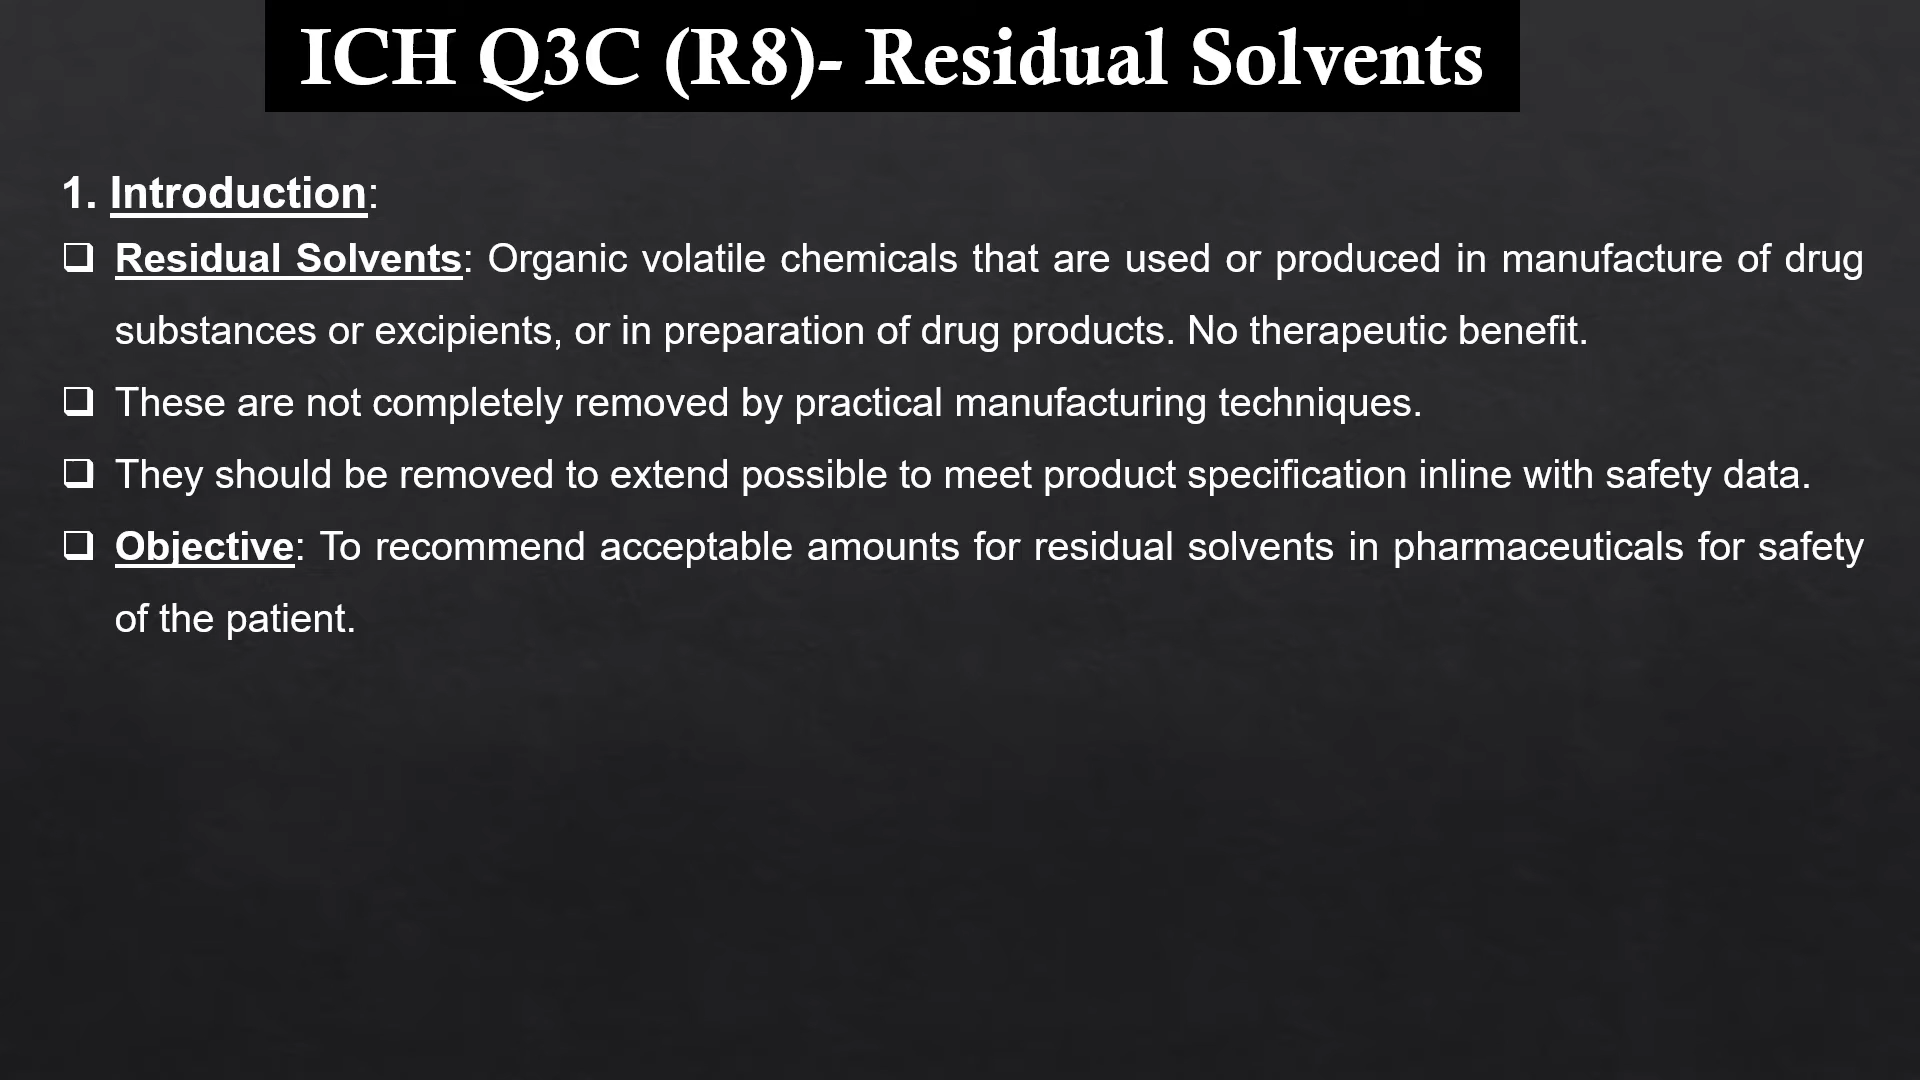 ICH Q3C (R8)- Residual Solvents
1. Introduction:
❑ Residual Solvents: Organic volatile chemicals that are used or produced in manufacture of drug
substances or excipients, or in preparation of drug products. No therapeutic benefit.
❑ These are not completely removed by practical manufacturing techniques.
❑ They should be removed to extend possible to meet product specification inline with safety data.
❑ Objective: To recommend acceptable amounts for residual solvents in pharmaceuticals for safety
of the patient.